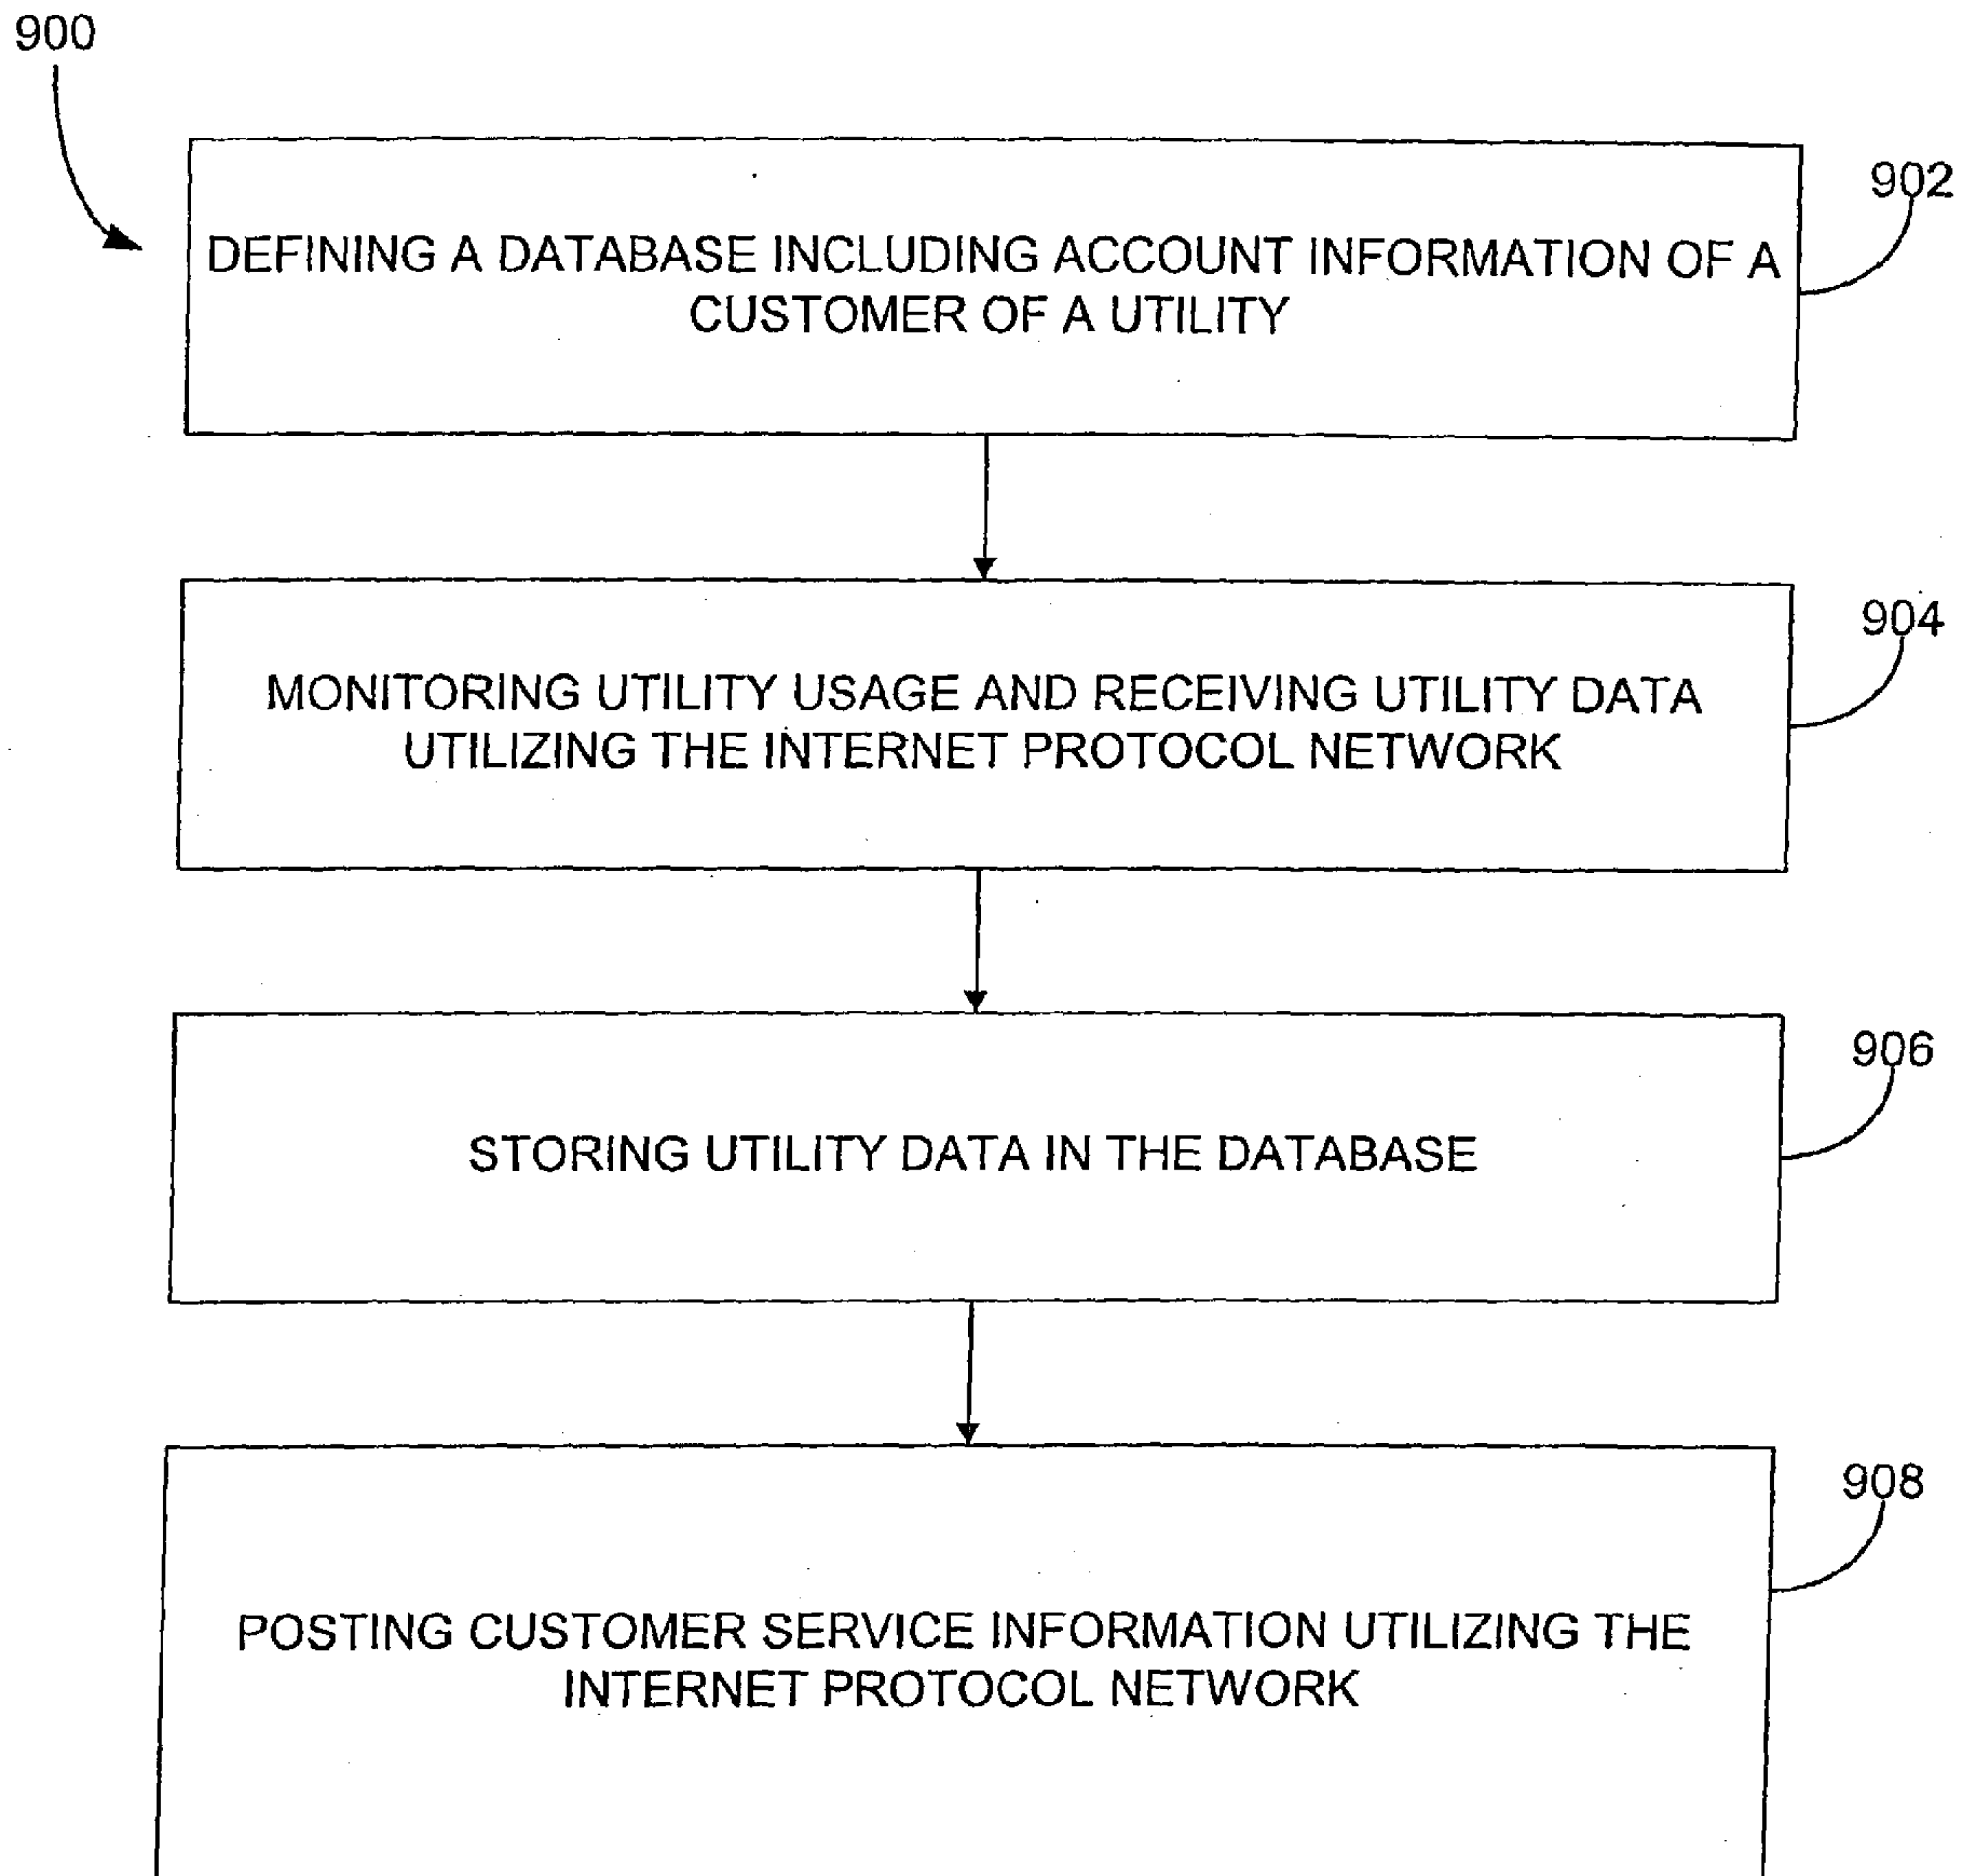 900
902
DEFINING A DATABASE INCLUDING ACCOUNT INFORMATION OF A
CUSTOMER OF A UTILITY
904
MONITORING UTILITY USAGE AND RECEIVING UTILITY DATA
UTILIZING THE INTERNET PROTOCOL NETWORK
906
STORING UTILITY DATA IN THE DATABASE
908
POSTING CUSTOMER SERVICE INFORMATION UTILIZING THE
INTERNET PROTOCOL NETWORK